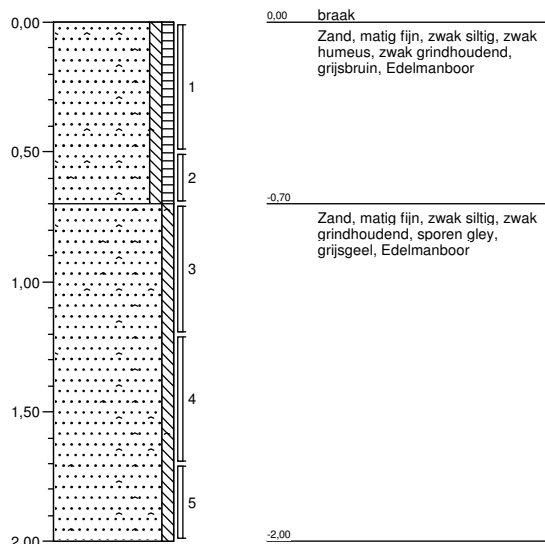 0,00
0,50
1,00
1,50
2,00
1
2
3
4
5
0,00 braak
Zand, matig fijn, zwak siltig, zwak
humeus, zwak grindhoudend,
grijsbruin, Edelmanboor
-0,70
Zand, matig fijn, zwak siltig, zwak
grindhoudend, sporen gley,
grijsgeel, Edelmanboor
-2,00